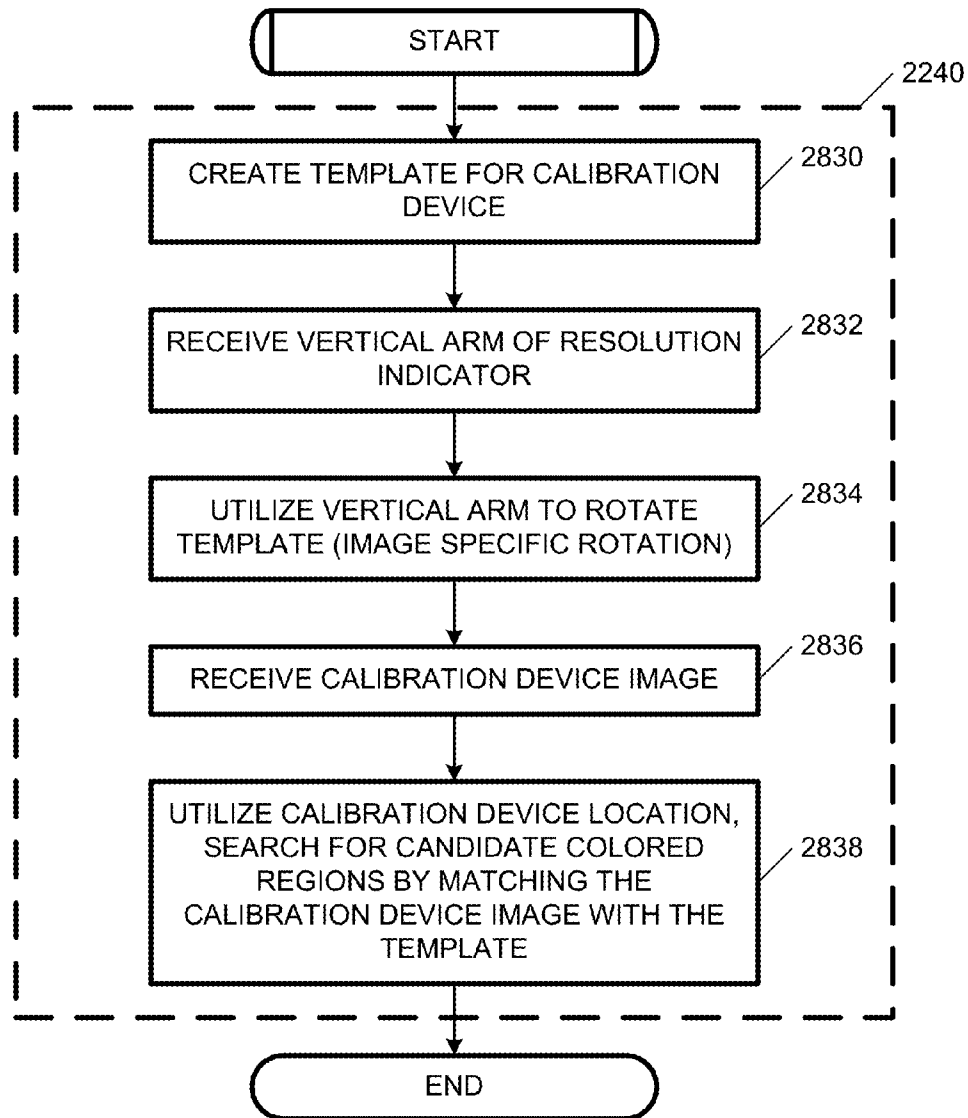 START
2240
CREATE TEMPLATE FOR CALIBRATION
DEVICE
2830
RECEIVE VERTICAL ARM OF RESOLUTION
INDICATOR
2832
UTILIZE VERTICAL ARM TO ROTATE
TEMPLATE (IMAGE SPECIFIC ROTATION)
2834
RECEIVE CALIBRATION DEVICE IMAGE
2836
UTILIZE CALIBRATION DEVICE LOCATION,
SEARCH FOR CANDIDATE COLORED
REGIONS BY MATCHING THE
CALIBRATION DEVICE IMAGE WITH THE
TEMPLATE
2838
END